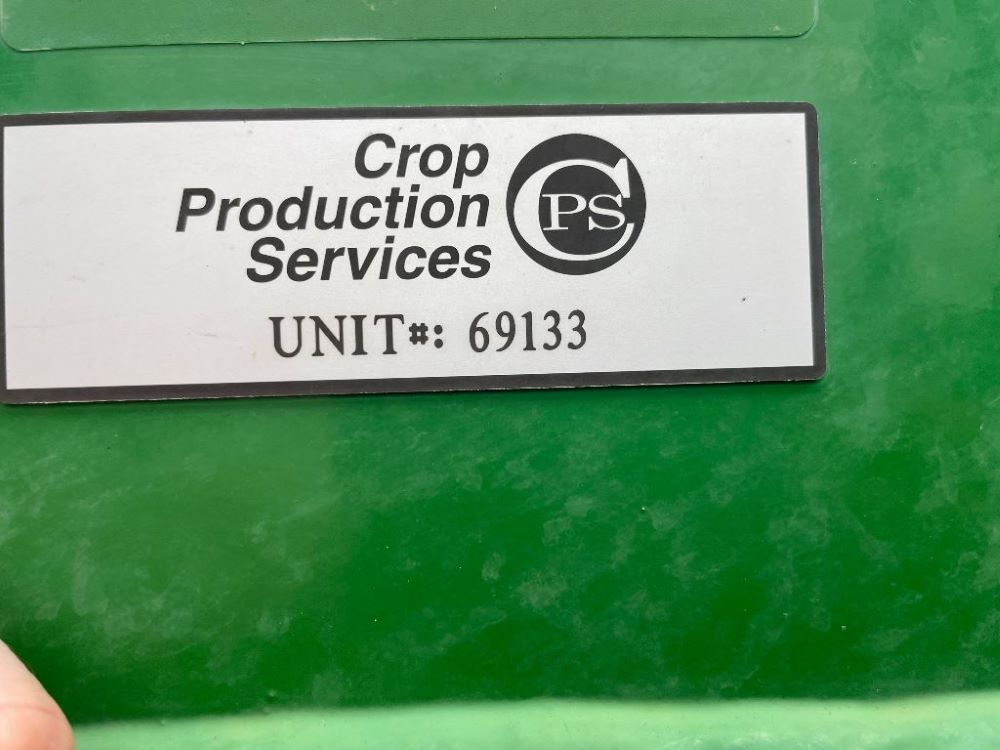 Crop
Production
Services
CPS
UNIT#: 69133